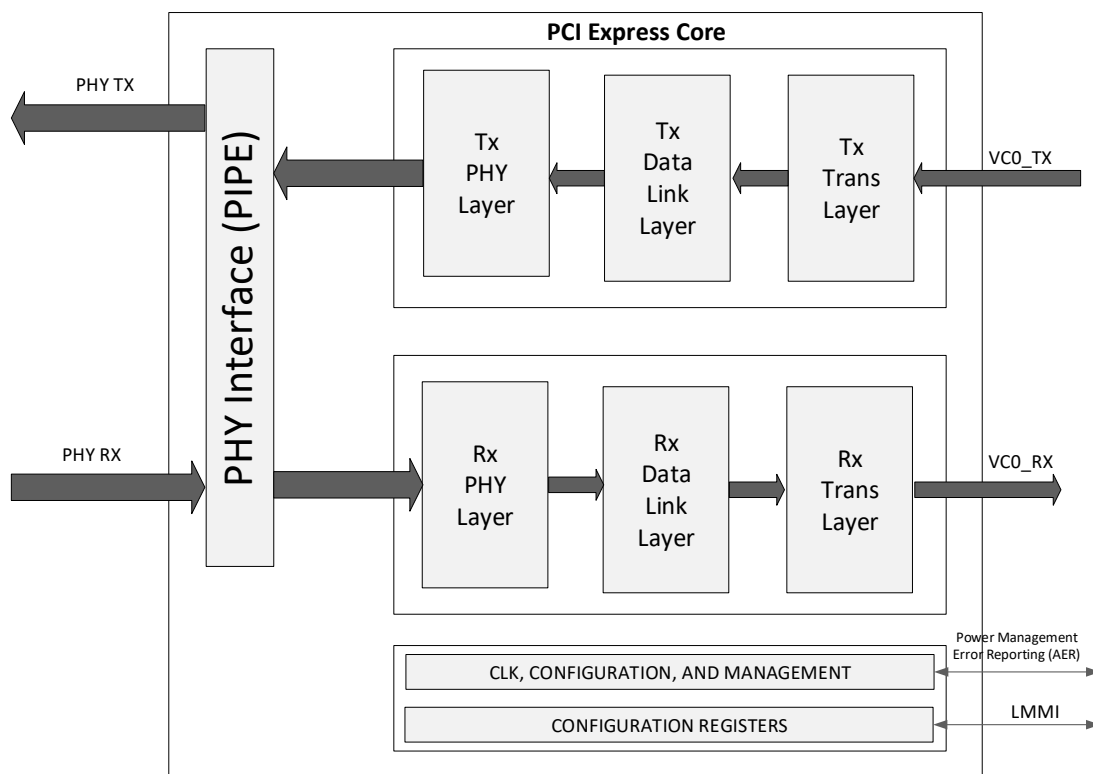 PCI Express Core
PHY TX
PHY Interface (PIPE)
Tx
PHY
Layer
Tx
Data
Link
Layer
Tx
Trans
Layer
VC0_TX
PHY RX
Rx
PHY
Layer
Rx
Data
Link
Layer
Rx
Trans
Layer
VC0_RX
CLK, CONFIGURATION, AND MANAGEMENT
Power Management
Error Reporting (AER)
CONFIGURATION REGISTERS
LMMI